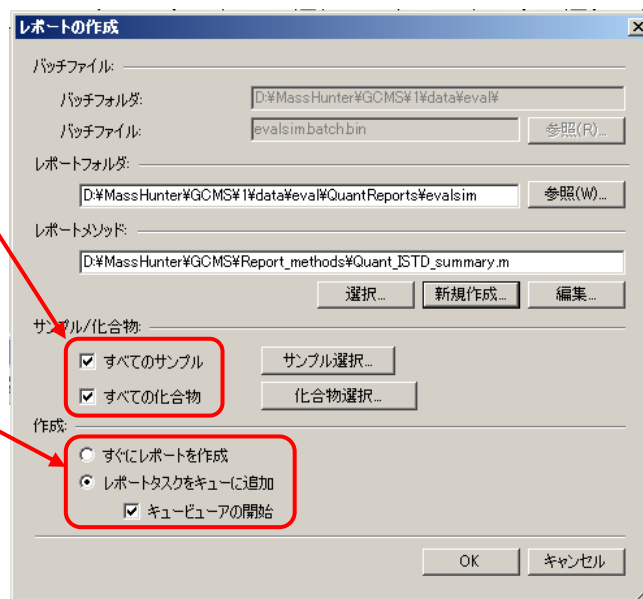 レポートの作成
バッチファイル:
バッチフォルダ: D:¥MassHunter¥GCMS¥1¥data¥eval¥
バッチファイル: evalsim.batch.bin 参照(R)...
レポートフォルダ:
D:¥MassHunter¥GCMS¥1¥data¥eval¥QuantReports¥evalsim 参照(W)...
レポートメソッド:
D:¥MassHunter¥GCMS¥Report_methods¥Quant_ISTD_summary.m
選択... 新規作成... 編集...
サンプル/化合物:
すべてのサンプル サンプル選択...
すべての化合物 化合物選択...
作成:
すぐにレポートを作成
レポートタスクをキューに追加
キュービューアの開始
OK キャンセル